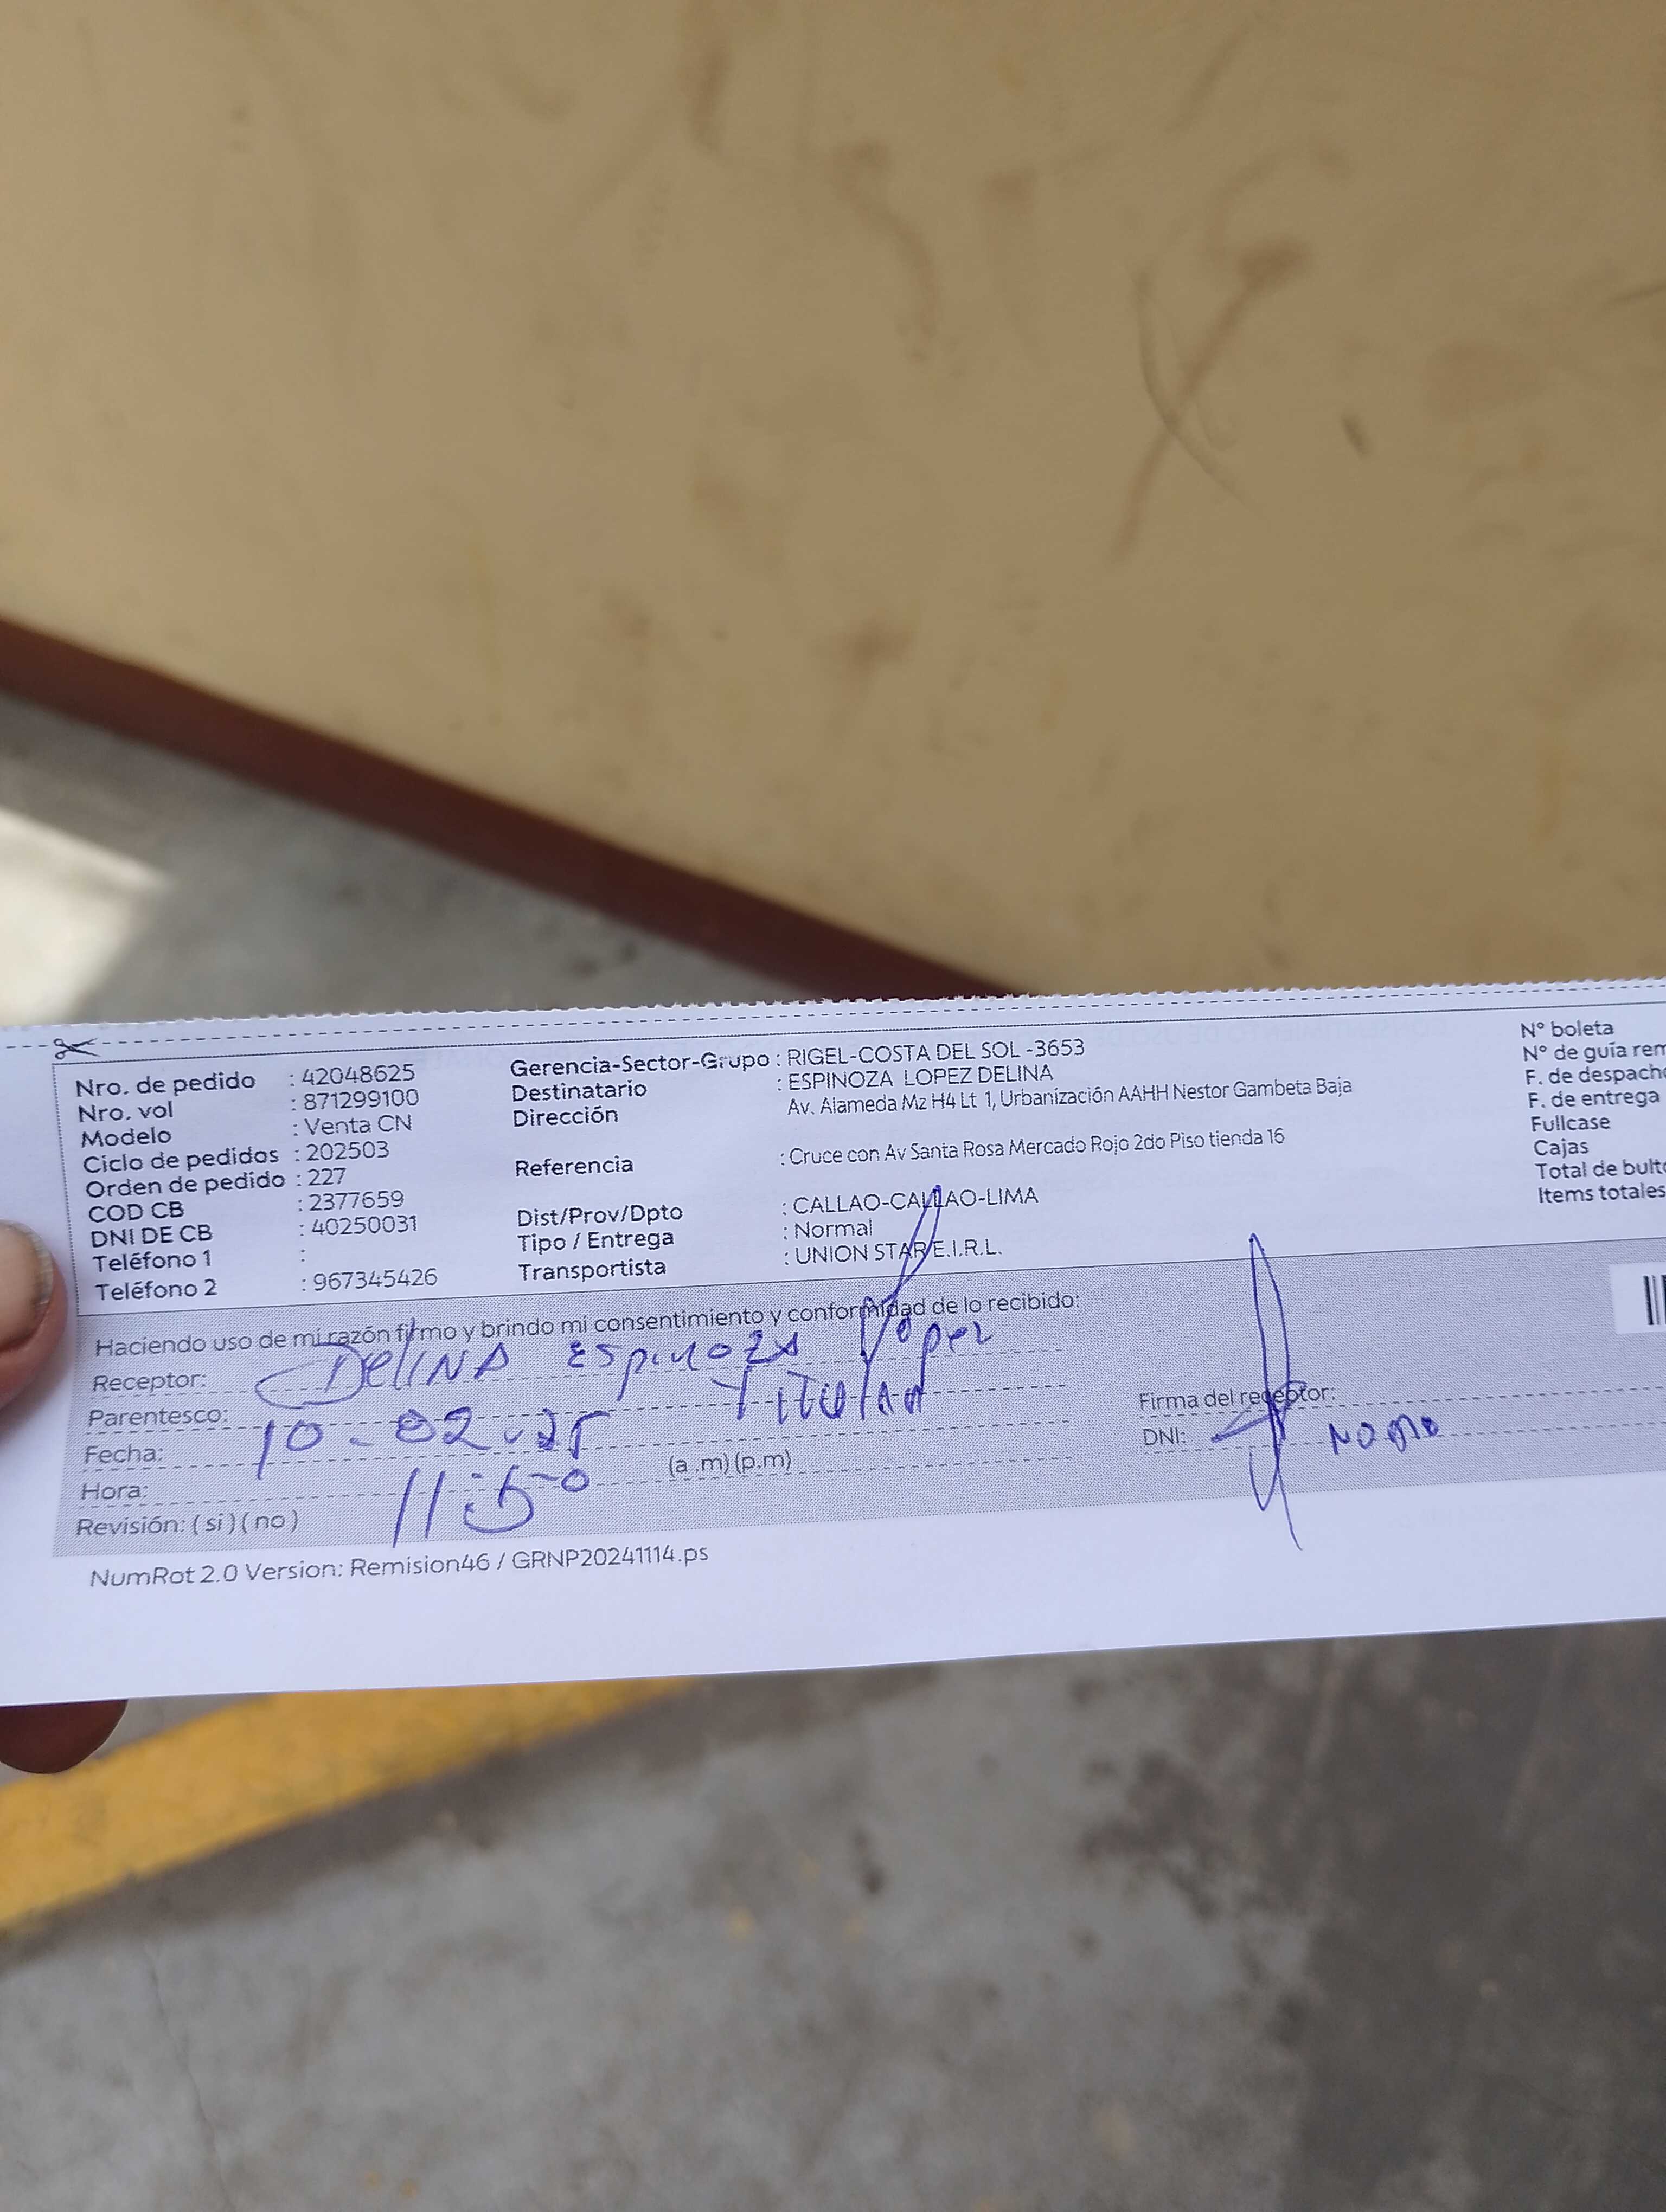 Nro. de pedido : 42048625
Nro. vol : 871299100
Modelo : Venta CN
Ciclo de pedidos : 202503
Orden de pedido : 227
COD CB : 2377659
DNI DE CB : 40250031
Teléfono 1 :
Teléfono 2 : 967345426
Gerencia-Sector-Grupo : RIGEL-COSTA DEL SOL -3653
Destinatario : ESPINOZA LOPEZ DELINA
Dirección Av. Alameda Mz H4 Lt 1, Urbanización AAHH Nestor Gambeta Baja
Referencia : Cruce con Av Santa Rosa Mercado Rojo 2do Piso tienda 16
Dist/Prov/Dpto : CALLAO-CALLAO-LIMA
Tipo / Entrega : Normal
Transportista : UNION STAR E.I.R.L.
N° boleta
N° de guía rem
F. de despacho
F. de entrega
Fullcase
Cajas
Total de bulto
Items totales
Haciendo uso de mi razón firmo y brindo mi consentimiento y conformidad de lo recibido:
Receptor: Delina Espinoza López
Parentesco: Titular
Fecha: 10-02-25
Hora: 11:50 (a .m) (p.m)
Revisión: ( si ) ( no )
Firma del receptor:
DNI:
NumRot 2.0 Version: Remision46 / GRNP20241114.ps